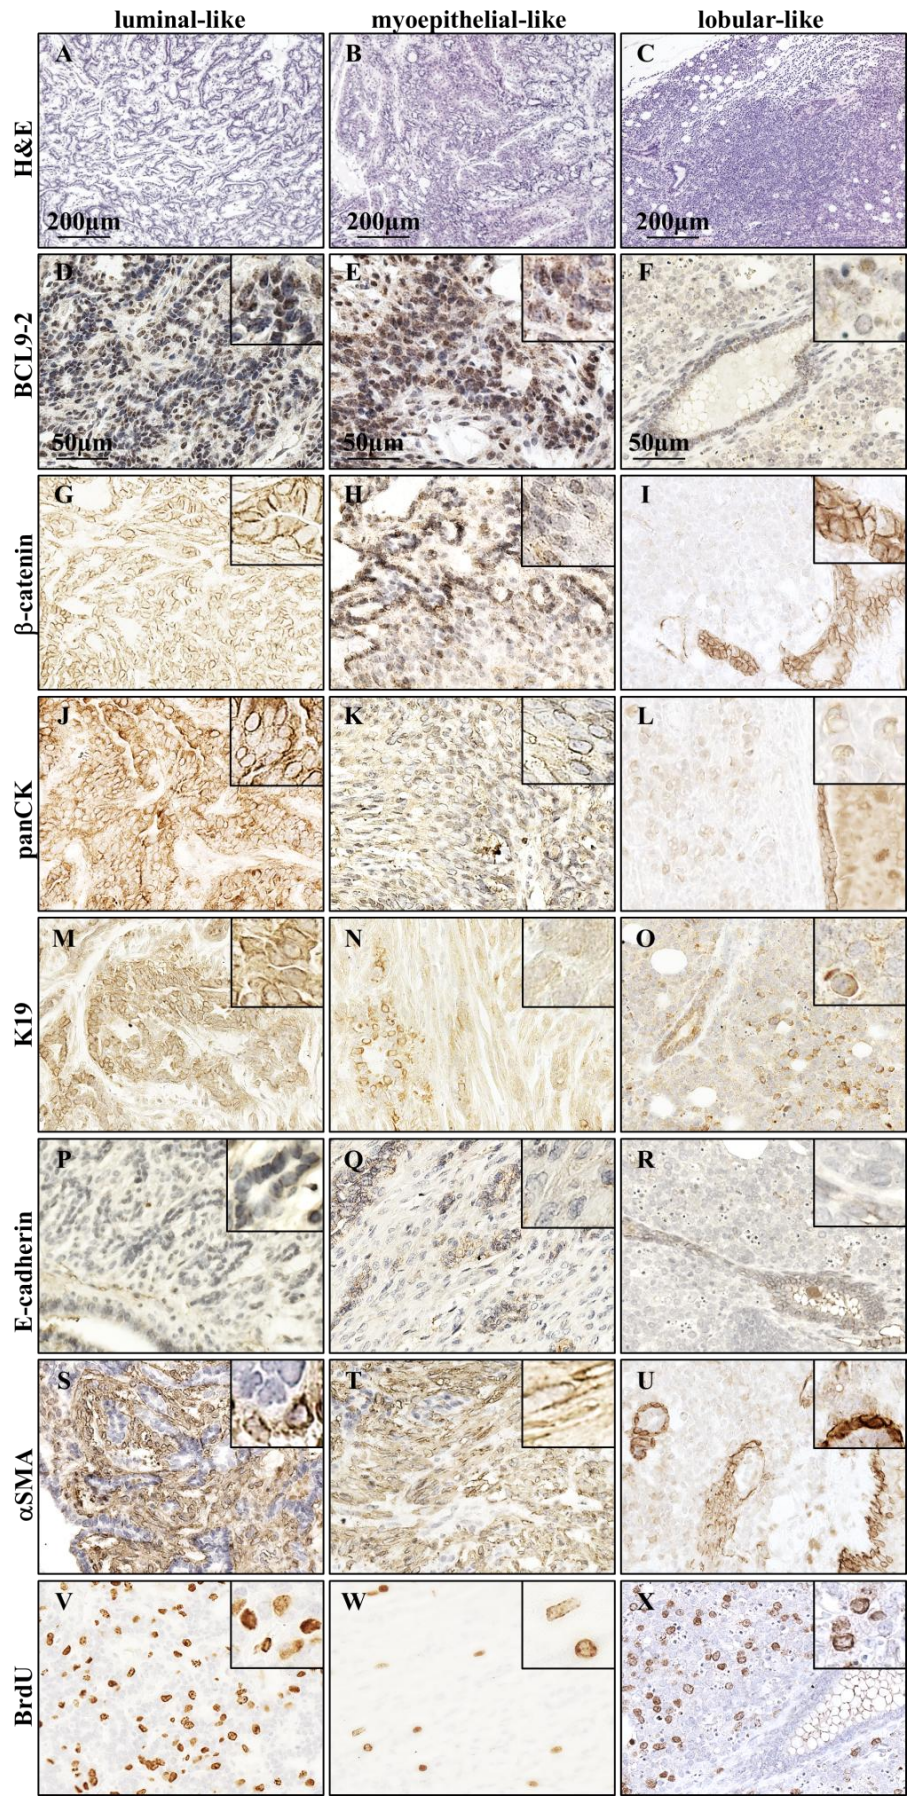 luminal-like myoepithelial-like lobular-like
H&E
A B C
200µm 200µm 200µm
BCL9-2
D E F
50µm 50µm 50µm
β-catenin
G H I
panCK
J K L
K19
M N O
E-cadherin
P Q R
αSMA
S T U
BrdU
V W X